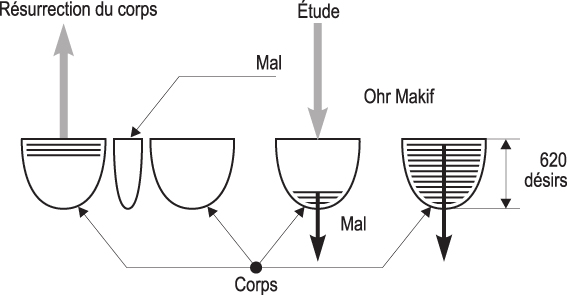 Résurrection du corps
Étude
Mal
Ohr Makif
620
désirs
Mal
Corps